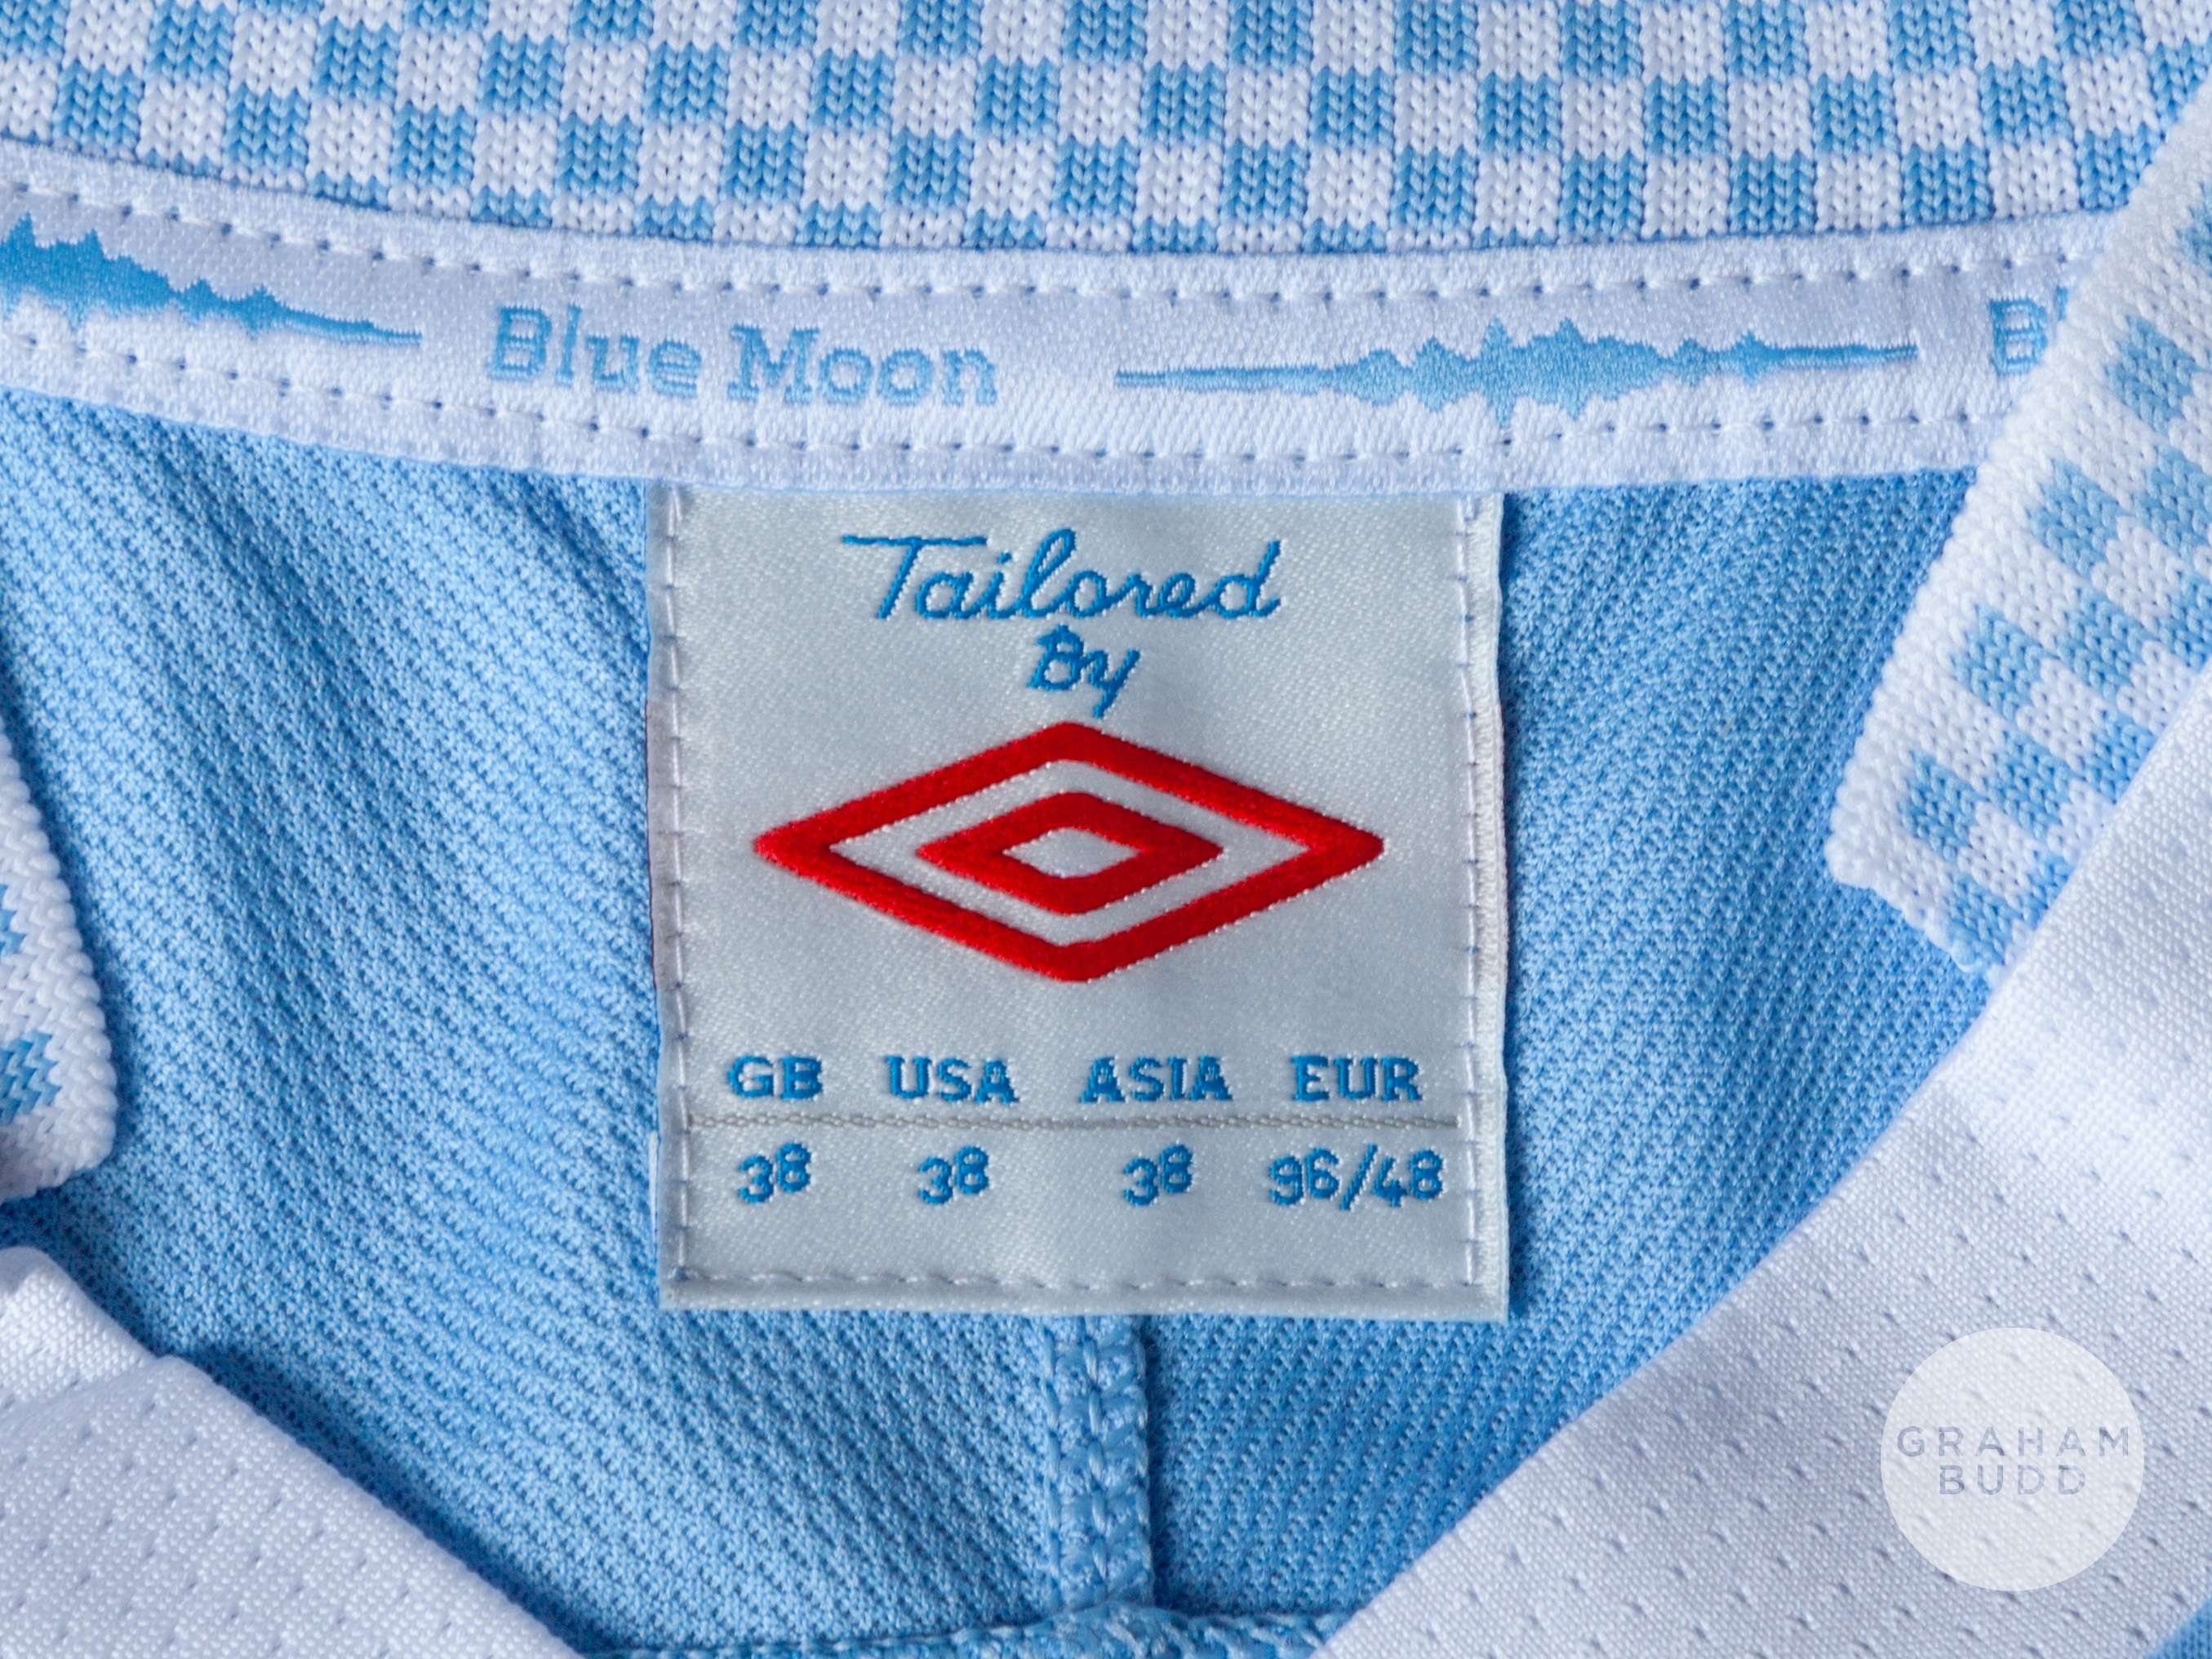 Blue Moon
Tailored
By
GB USA ASIA EUR
38 38 38 96/48
GRAHAM
BUDD